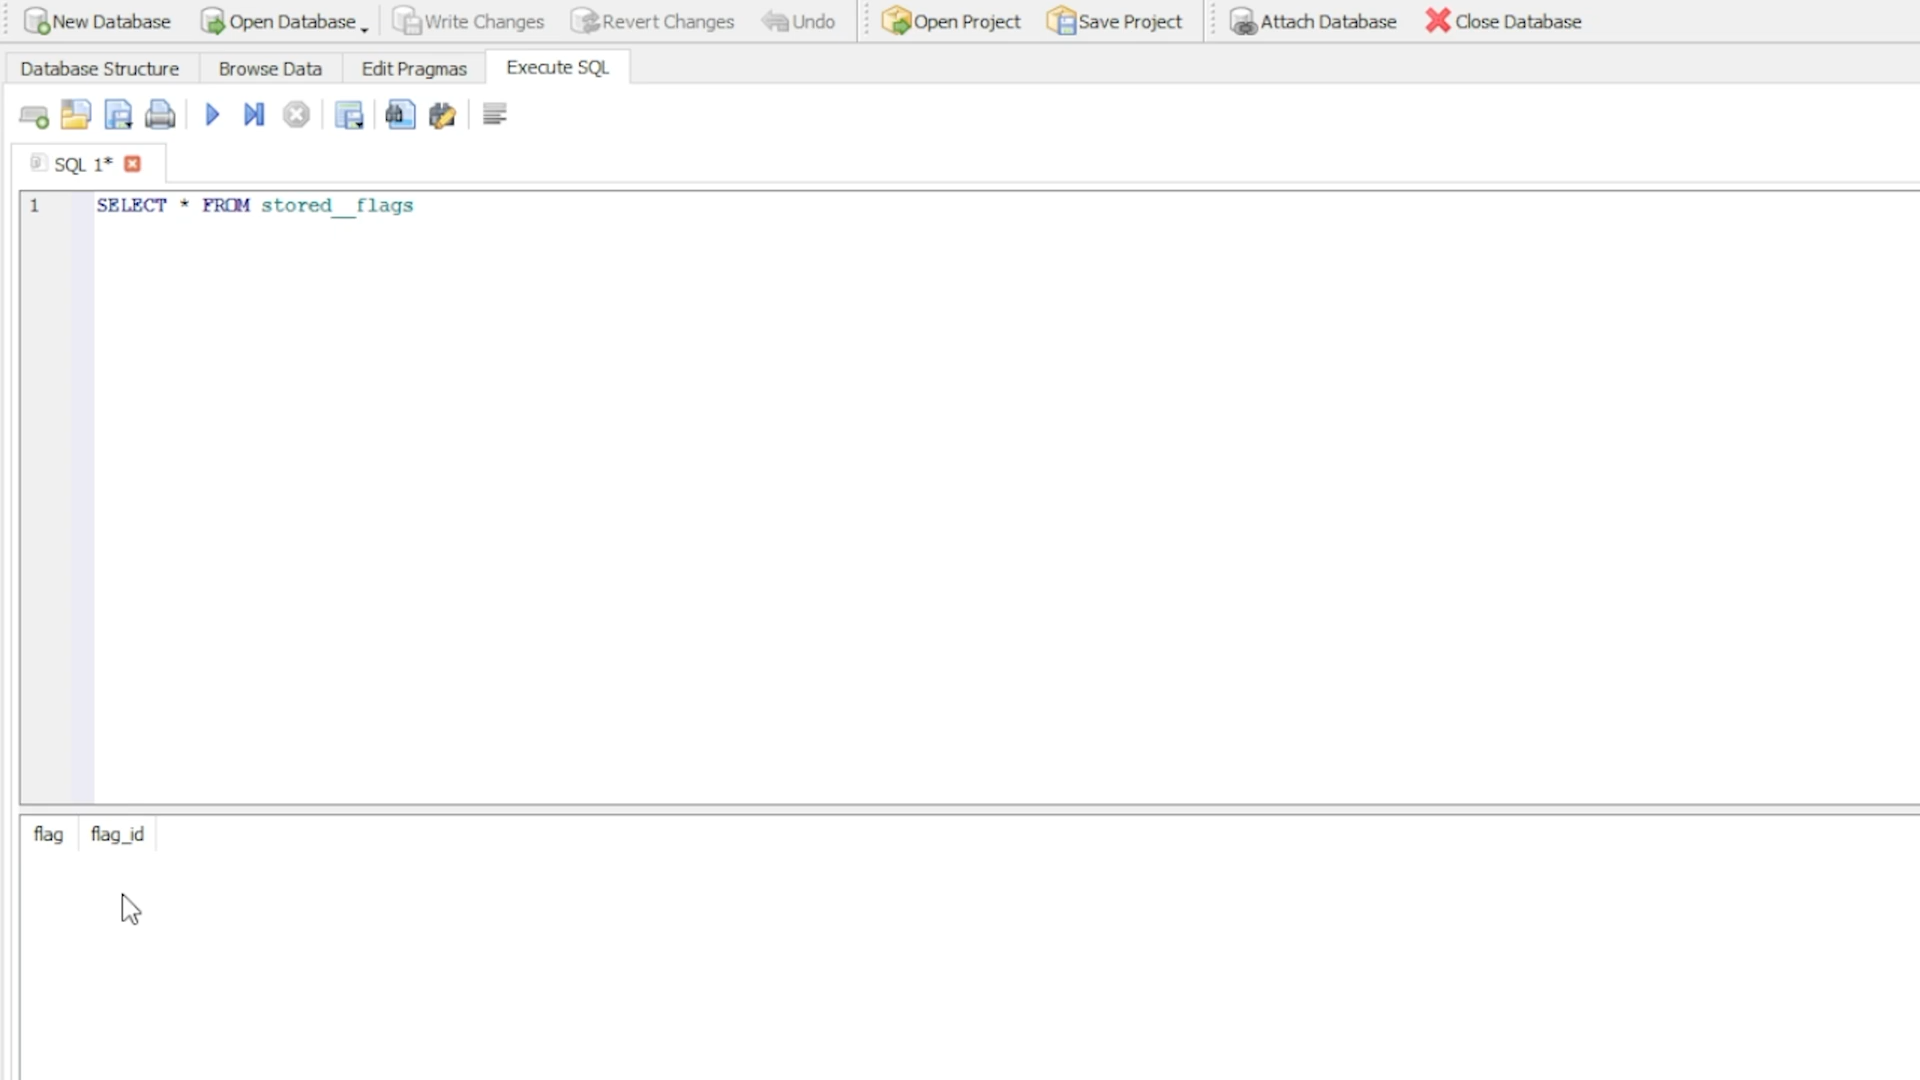 New Database Open Database Write Changes Revert Changes Undo Open Project Save Project Attach Database Close Database
Database Structure Browse Data Edit Pragmas Execute SQL
SQL 1*
1 SELECT * FROM stored__flags
flag flag_id